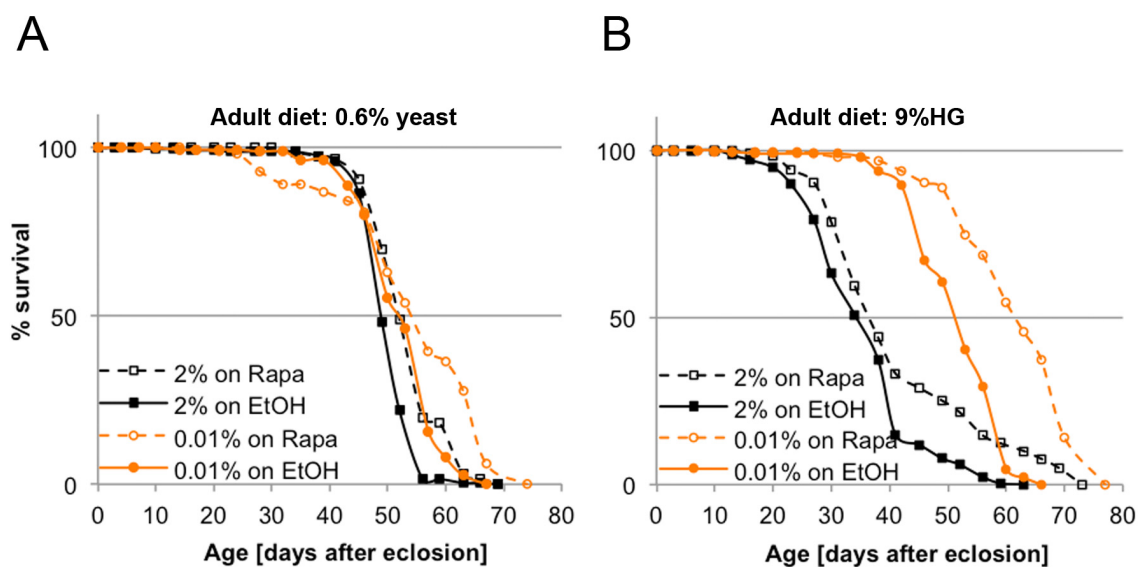 A
B
Adult diet: 0.6% yeast
Adult diet: 9%HG
% survival
100
50
0
2% on Rapa
2% on EtOH
0.01% on Rapa
0.01% on EtOH
0 10 20 30 40 50 60 70 80
Age [days after eclosion]
100
50
0
2% on Rapa
2% on EtOH
0.01% on Rapa
0.01% on EtOH
0 10 20 30 40 50 60 70 80
Age [days after eclosion]